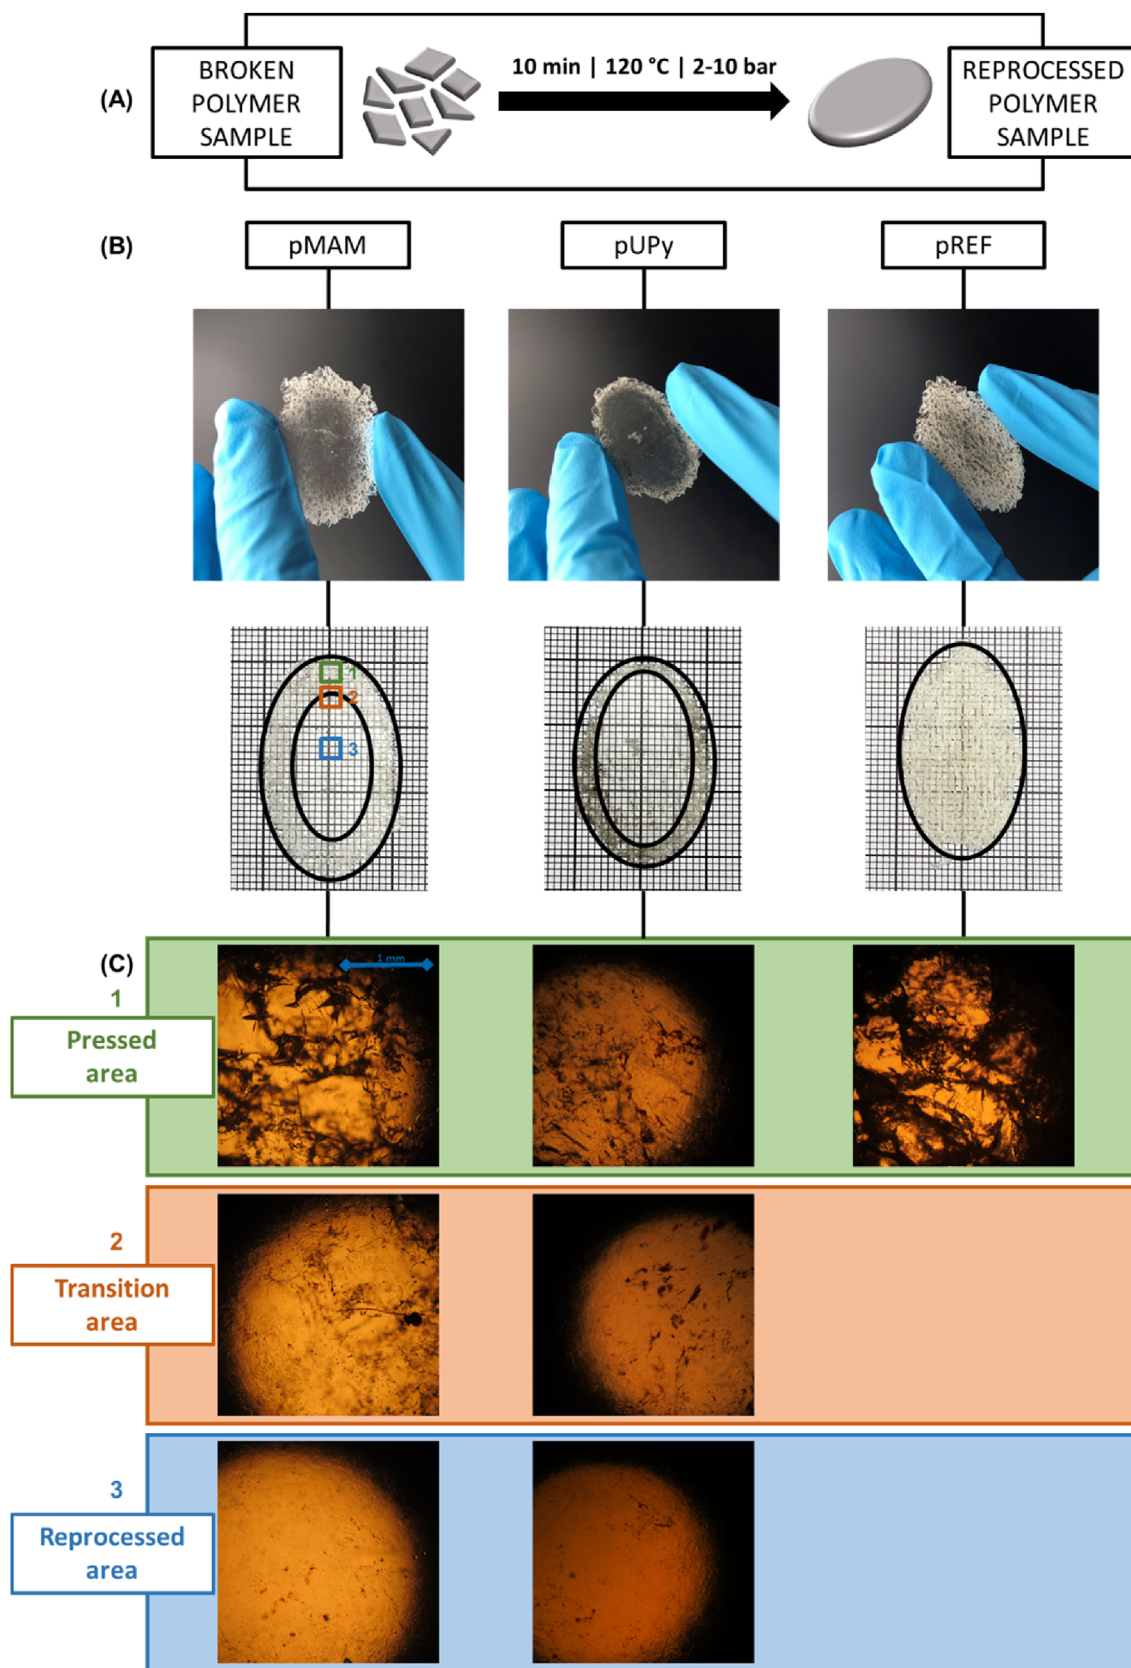 (A)
BROKEN
POLYMER
SAMPLE
10 min | 120 °C | 2-10 bar
REPROCESSED
POLYMER
SAMPLE
(B)
pMAM
pUPy
pREF
1
2
3
(C)
1 mm
1
Pressed
area
2
Transition
area
3
Reprocessed
area